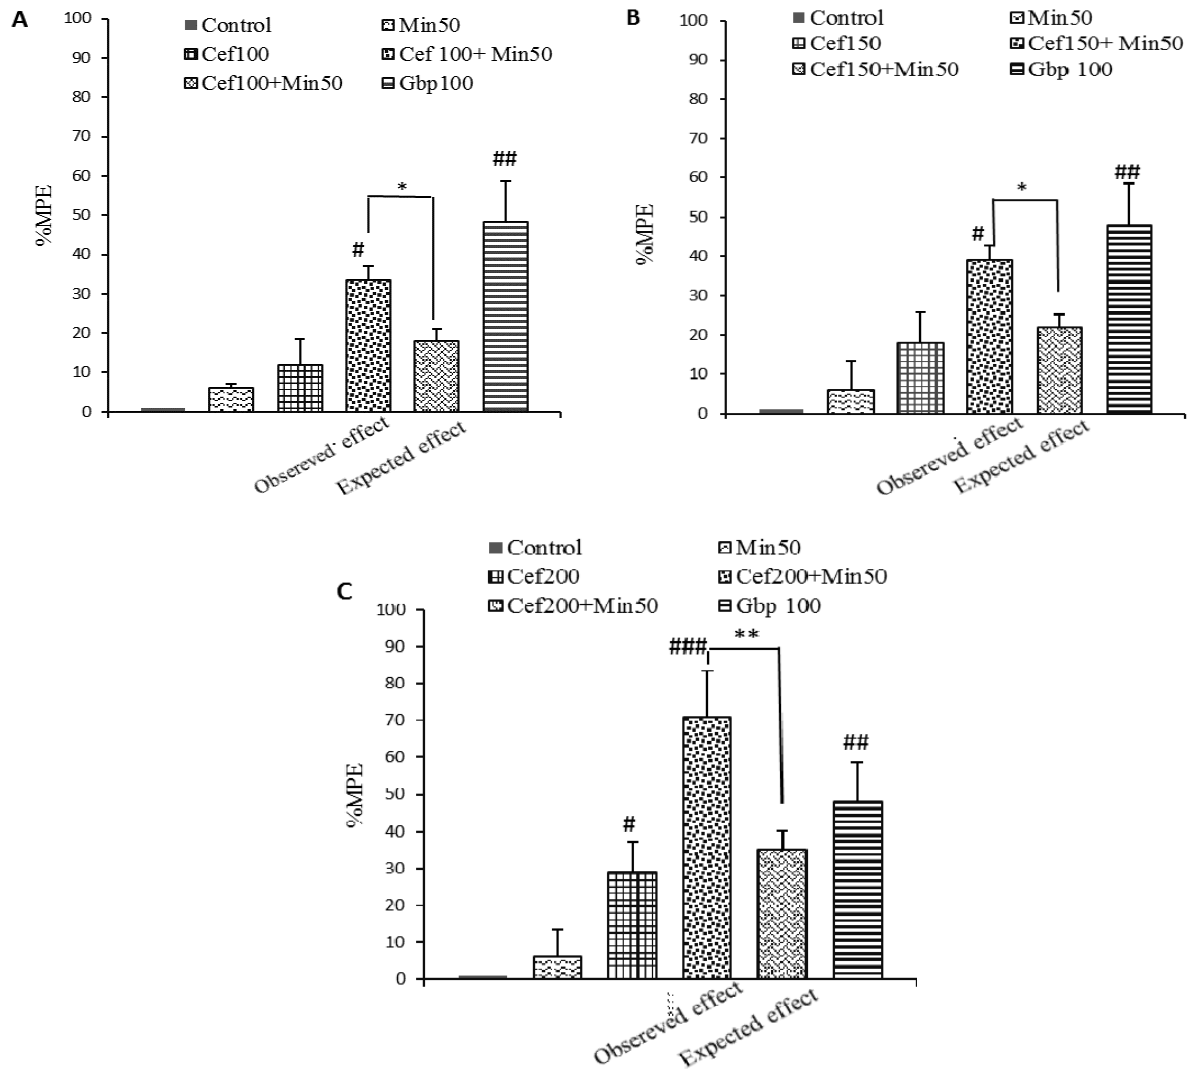 A
Control Min50
Cef100 Cef 100+ Min50
Cef100+Min50 Gbp100
%MPE
100
90
80
70
60
50
40
30
20
10
0
#
*
##
Obsereved effect
Expected effect
B
Control Min50
Cef150 Cef150+ Min50
Cef150+Min50 Gbp 100
%MPE
100
90
80
70
60
50
40
30
20
10
0
#
*
##
Obsereved effect
Expected effect
C
Control Min50
Cef200 Cef200+Min50
Cef200+Min50 Gbp 100
%MPE
100
90
80
70
60
50
40
30
20
10
0
#
###
**
##
Obsereved effect
Expected effect